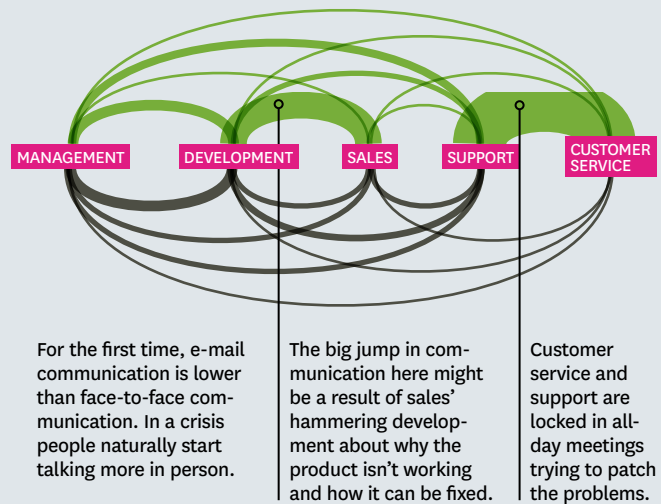 MANAGEMENT
DEVELOPMENT
SALES
SUPPORT
CUSTOMER
SERVICE
For the first time, e-mail
communication is lower
than face-to-face com-
munication. In a crisis
people naturally start
talking more in person.
The big jump in com-
munication here might
be a result of sales’
hammering develop-
ment about why the
product isn’t working
and how it can be fixed.
Customer
service and
support are
locked in all-
day meetings
trying to patch
the problems.